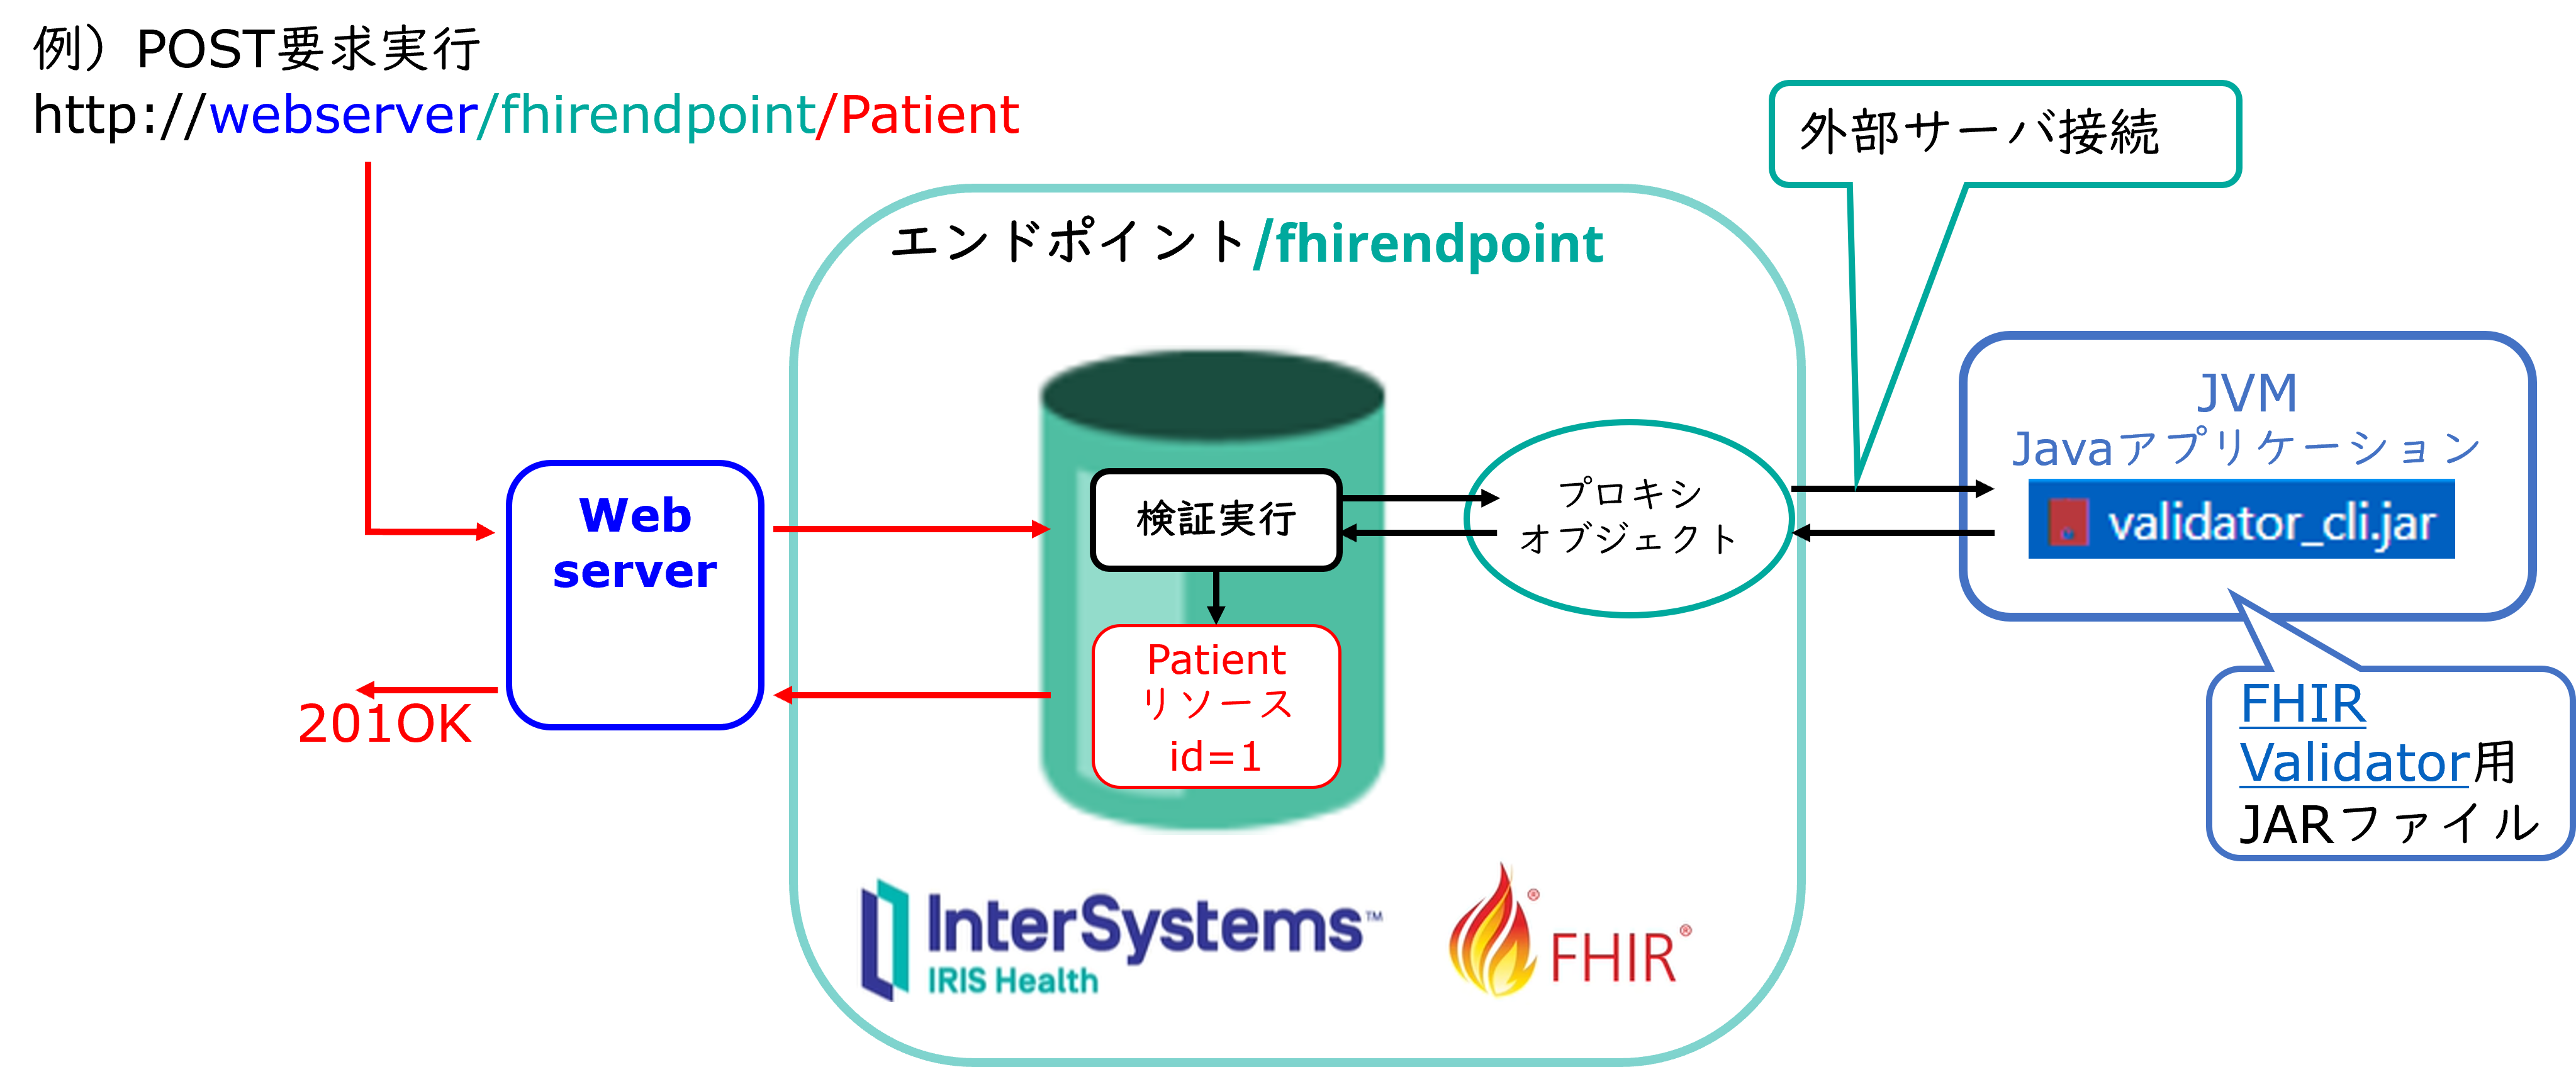 例）POST要求実行
http://webserver/fhirendpoint/Patient
外部サーバ接続
エンドポイント/fhirendpoint
JVM
Javaアプリケーション
validator_cli.jar
Web
server
検証実行
プロキシ
オブジェクト
Patient
リソース
id=1
201OK
FHIR
Validator用
JARファイル
InterSystems™
IRIS Health
FHIR®